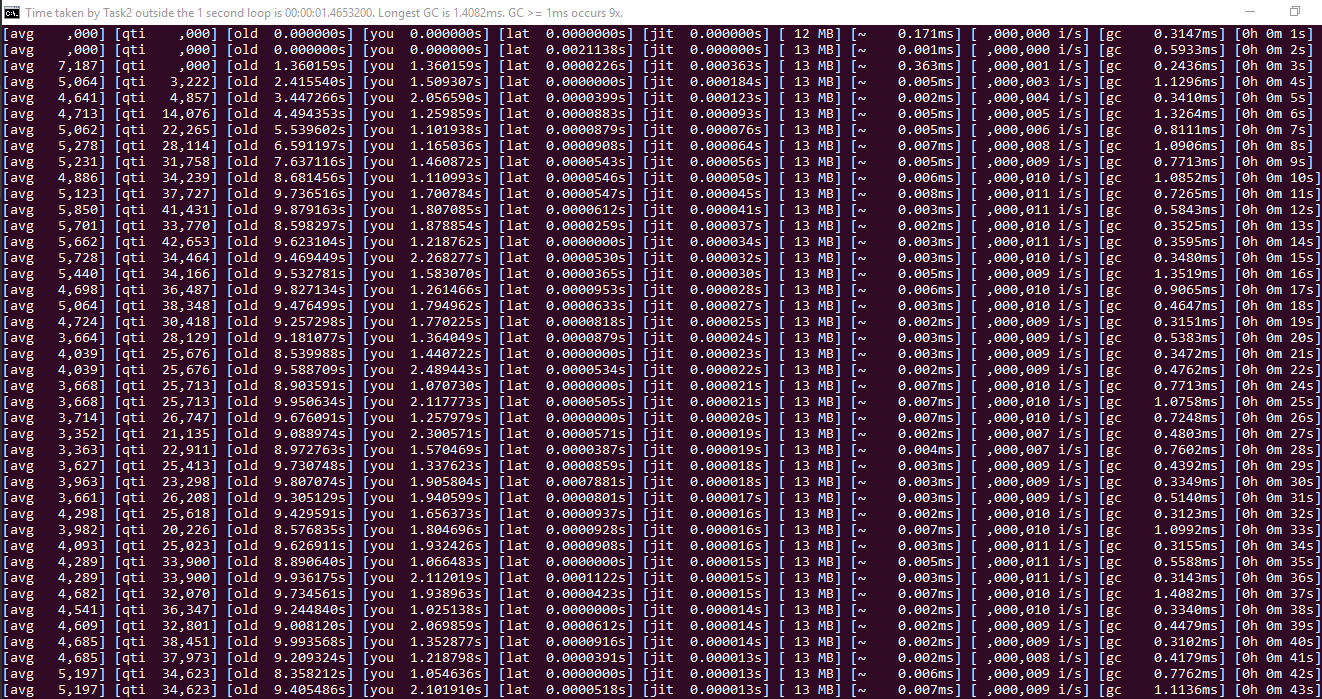 Time taken by Task2 outside the 1 second loop is 00:00:01.4653200. Longest GC is 1.4082ms. GC >= 1ms occurs 9x.
[avg    ,000] [qti    ,000] [old  0.000000s] [you  0.000000s] [lat  0.0000000s] [jit  0.000000s] [ 12 MB] [~    0.171ms] [ ,000,000 i/s] [gc    0.3147ms] [0h 0m 1s]
[avg    ,000] [qti    ,000] [old  0.000000s] [you  0.000000s] [lat  0.0021138s] [jit  0.000000s] [ 13 MB] [~    0.001ms] [ ,000,000 i/s] [gc    0.5933ms] [0h 0m 2s]
[avg   7,187] [qti    ,000] [old  1.360159s] [you  1.360159s] [lat  0.0000226s] [jit  0.000363s] [ 13 MB] [~    0.363ms] [ ,000,001 i/s] [gc    0.2436ms] [0h 0m 3s]
[avg   5,064] [qti   3,222] [old  2.415540s] [you  1.509307s] [lat  0.0000000s] [jit  0.000184s] [ 13 MB] [~    0.005ms] [ ,000,003 i/s] [gc    1.1296ms] [0h 0m 4s]
[avg   4,641] [qti   4,857] [old  3.447266s] [you  2.056590s] [lat  0.0000399s] [jit  0.000123s] [ 13 MB] [~    0.002ms] [ ,000,004 i/s] [gc    0.3410ms] [0h 0m 5s]
[avg   4,713] [qti  14,076] [old  4.494353s] [you  1.259859s] [lat  0.0000883s] [jit  0.000093s] [ 13 MB] [~    0.005ms] [ ,000,005 i/s] [gc    1.3264ms] [0h 0m 6s]
[avg   5,062] [qti  22,265] [old  5.539602s] [you  1.101938s] [lat  0.0000879s] [jit  0.000076s] [ 13 MB] [~    0.005ms] [ ,000,006 i/s] [gc    0.8111ms] [0h 0m 7s]
[avg   5,278] [qti  28,114] [old  6.591197s] [you  1.165036s] [lat  0.0000908s] [jit  0.000064s] [ 13 MB] [~    0.007ms] [ ,000,008 i/s] [gc    1.0906ms] [0h 0m 8s]
[avg   5,231] [qti  31,758] [old  7.637116s] [you  1.460872s] [lat  0.0000543s] [jit  0.000056s] [ 13 MB] [~    0.005ms] [ ,000,009 i/s] [gc    0.7713ms] [0h 0m 9s]
[avg   4,886] [qti  34,239] [old  8.681456s] [you  1.110993s] [lat  0.0000546s] [jit  0.000050s] [ 13 MB] [~    0.006ms] [ ,000,010 i/s] [gc    1.0852ms] [0h 0m 10s]
[avg   5,123] [qti  37,727] [old  9.736516s] [you  1.700784s] [lat  0.0000547s] [jit  0.000045s] [ 13 MB] [~    0.008ms] [ ,000,011 i/s] [gc    0.7265ms] [0h 0m 11s]
[avg   5,850] [qti  41,431] [old  9.879163s] [you  1.807085s] [lat  0.0000612s] [jit  0.000041s] [ 13 MB] [~    0.003ms] [ ,000,011 i/s] [gc    0.5843ms] [0h 0m 12s]
[avg   5,701] [qti  33,770] [old  8.598297s] [you  1.878854s] [lat  0.0000259s] [jit  0.000037s] [ 13 MB] [~    0.002ms] [ ,000,010 i/s] [gc    0.3525ms] [0h 0m 13s]
[avg   5,662] [qti  42,653] [old  9.623104s] [you  1.218762s] [lat  0.0000000s] [jit  0.000034s] [ 13 MB] [~    0.003ms] [ ,000,011 i/s] [gc    0.3595ms] [0h 0m 14s]
[avg   5,728] [qti  34,464] [old  9.469449s] [you  2.268277s] [lat  0.0000530s] [jit  0.000032s] [ 13 MB] [~    0.003ms] [ ,000,010 i/s] [gc    0.3480ms] [0h 0m 15s]
[avg   5,440] [qti  34,166] [old  9.532781s] [you  1.583070s] [lat  0.0000365s] [jit  0.000030s] [ 13 MB] [~    0.005ms] [ ,000,009 i/s] [gc    1.3519ms] [0h 0m 16s]
[avg   4,698] [qti  36,487] [old  9.827134s] [you  1.261466s] [lat  0.0000953s] [jit  0.000028s] [ 13 MB] [~    0.006ms] [ ,000,010 i/s] [gc    0.9065ms] [0h 0m 17s]
[avg   5,064] [qti  38,348] [old  9.476499s] [you  1.794962s] [lat  0.0000633s] [jit  0.000027s] [ 13 MB] [~    0.003ms] [ ,000,010 i/s] [gc    0.4647ms] [0h 0m 18s]
[avg   4,724] [qti  30,418] [old  9.257298s] [you  1.770225s] [lat  0.0000818s] [jit  0.000025s] [ 13 MB] [~    0.002ms] [ ,000,009 i/s] [gc    0.3151ms] [0h 0m 19s]
[avg   3,664] [qti  28,129] [old  9.181077s] [you  1.364049s] [lat  0.0000879s] [jit  0.000024s] [ 13 MB] [~    0.003ms] [ ,000,009 i/s] [gc    0.5383ms] [0h 0m 20s]
[avg   4,039] [qti  25,676] [old  8.539988s] [you  1.440722s] [lat  0.0000000s] [jit  0.000023s] [ 13 MB] [~    0.003ms] [ ,000,009 i/s] [gc    0.3472ms] [0h 0m 21s]
[avg   4,039] [qti  25,676] [old  9.588709s] [you  2.489443s] [lat  0.0000534s] [jit  0.000022s] [ 13 MB] [~    0.002ms] [ ,000,009 i/s] [gc    0.4762ms] [0h 0m 22s]
[avg   3,668] [qti  25,713] [old  8.903591s] [you  1.070730s] [lat  0.0000000s] [jit  0.000021s] [ 13 MB] [~    0.007ms] [ ,000,010 i/s] [gc    0.7713ms] [0h 0m 24s]
[avg   3,668] [qti  25,713] [old  9.950634s] [you  2.117773s] [lat  0.0000505s] [jit  0.000021s] [ 13 MB] [~    0.007ms] [ ,000,010 i/s] [gc    1.0758ms] [0h 0m 25s]
[avg   3,714] [qti  26,747] [old  9.676091s] [you  1.257979s] [lat  0.0000000s] [jit  0.000020s] [ 13 MB] [~    0.007ms] [ ,000,010 i/s] [gc    0.7248ms] [0h 0m 26s]
[avg   3,352] [qti  21,135] [old  9.088974s] [you  2.300571s] [lat  0.0000571s] [jit  0.000019s] [ 13 MB] [~    0.002ms] [ ,000,007 i/s] [gc    0.4803ms] [0h 0m 27s]
[avg   3,363] [qti  22,911] [old  8.972763s] [you  1.570469s] [lat  0.0000387s] [jit  0.000019s] [ 13 MB] [~    0.004ms] [ ,000,007 i/s] [gc    0.7602ms] [0h 0m 28s]
[avg   3,627] [qti  25,413] [old  9.730748s] [you  1.337623s] [lat  0.0000859s] [jit  0.000018s] [ 13 MB] [~    0.003ms] [ ,000,009 i/s] [gc    0.4392ms] [0h 0m 29s]
[avg   3,963] [qti  23,298] [old  9.807074s] [you  1.905804s] [lat  0.0007881s] [jit  0.000018s] [ 13 MB] [~    0.003ms] [ ,000,009 i/s] [gc    0.3349ms] [0h 0m 30s]
[avg   3,661] [qti  26,208] [old  9.305129s] [you  1.940599s] [lat  0.0000801s] [jit  0.000017s] [ 13 MB] [~    0.003ms] [ ,000,009 i/s] [gc    0.5140ms] [0h 0m 31s]
[avg   4,298] [qti  25,618] [old  9.429591s] [you  1.656373s] [lat  0.0000937s] [jit  0.000016s] [ 13 MB] [~    0.002ms] [ ,000,010 i/s] [gc    0.3123ms] [0h 0m 32s]
[avg   3,982] [qti  20,226] [old  8.576835s] [you  1.804696s] [lat  0.0000928s] [jit  0.000016s] [ 13 MB] [~    0.007ms] [ ,000,010 i/s] [gc    1.0992ms] [0h 0m 33s]
[avg   4,093] [qti  25,023] [old  9.626911s] [you  1.932426s] [lat  0.0000908s] [jit  0.000016s] [ 13 MB] [~    0.003ms] [ ,000,011 i/s] [gc    0.3155ms] [0h 0m 34s]
[avg   4,289] [qti  33,900] [old  8.890640s] [you  1.066483s] [lat  0.0000000s] [jit  0.000015s] [ 13 MB] [~    0.005ms] [ ,000,011 i/s] [gc    0.5588ms] [0h 0m 35s]
[avg   4,289] [qti  33,900] [old  9.936175s] [you  2.112019s] [lat  0.0001122s] [jit  0.000015s] [ 13 MB] [~    0.003ms] [ ,000,011 i/s] [gc    0.3143ms] [0h 0m 36s]
[avg   4,682] [qti  32,070] [old  9.734561s] [you  1.938963s] [lat  0.0000423s] [jit  0.000015s] [ 13 MB] [~    0.007ms] [ ,000,010 i/s] [gc    1.4082ms] [0h 0m 37s]
[avg   4,541] [qti  36,347] [old  9.244840s] [you  1.025138s] [lat  0.0000000s] [jit  0.000014s] [ 13 MB] [~    0.002ms] [ ,000,009 i/s] [gc    0.3340ms] [0h 0m 38s]
[avg   4,609] [qti  32,801] [old  9.008120s] [you  2.069859s] [lat  0.0000612s] [jit  0.000014s] [ 13 MB] [~    0.002ms] [ ,000,009 i/s] [gc    0.4479ms] [0h 0m 39s]
[avg   4,685] [qti  38,451] [old  9.993568s] [you  1.352877s] [lat  0.0000916s] [jit  0.000014s] [ 13 MB] [~    0.002ms] [ ,000,009 i/s] [gc    0.3102ms] [0h 0m 40s]
[avg   4,685] [qti  37,973] [old  9.209324s] [you  1.218798s] [lat  0.0000391s] [jit  0.000013s] [ 13 MB] [~    0.002ms] [ ,000,008 i/s] [gc    0.4179ms] [0h 0m 41s]
[avg   5,197] [qti  34,623] [old  8.358212s] [you  1.054636s] [lat  0.0000000s] [jit  0.000013s] [ 13 MB] [~    0.006ms] [ ,000,009 i/s] [gc    0.7762ms] [0h 0m 42s]
[avg   5,197] [qti  34,623] [old  9.405486s] [you  2.101910s] [lat  0.0000518s] [jit  0.000013s] [ 13 MB] [~    0.007ms] [ ,000,009 i/s] [gc    1.1136ms] [0h 0m 43s]